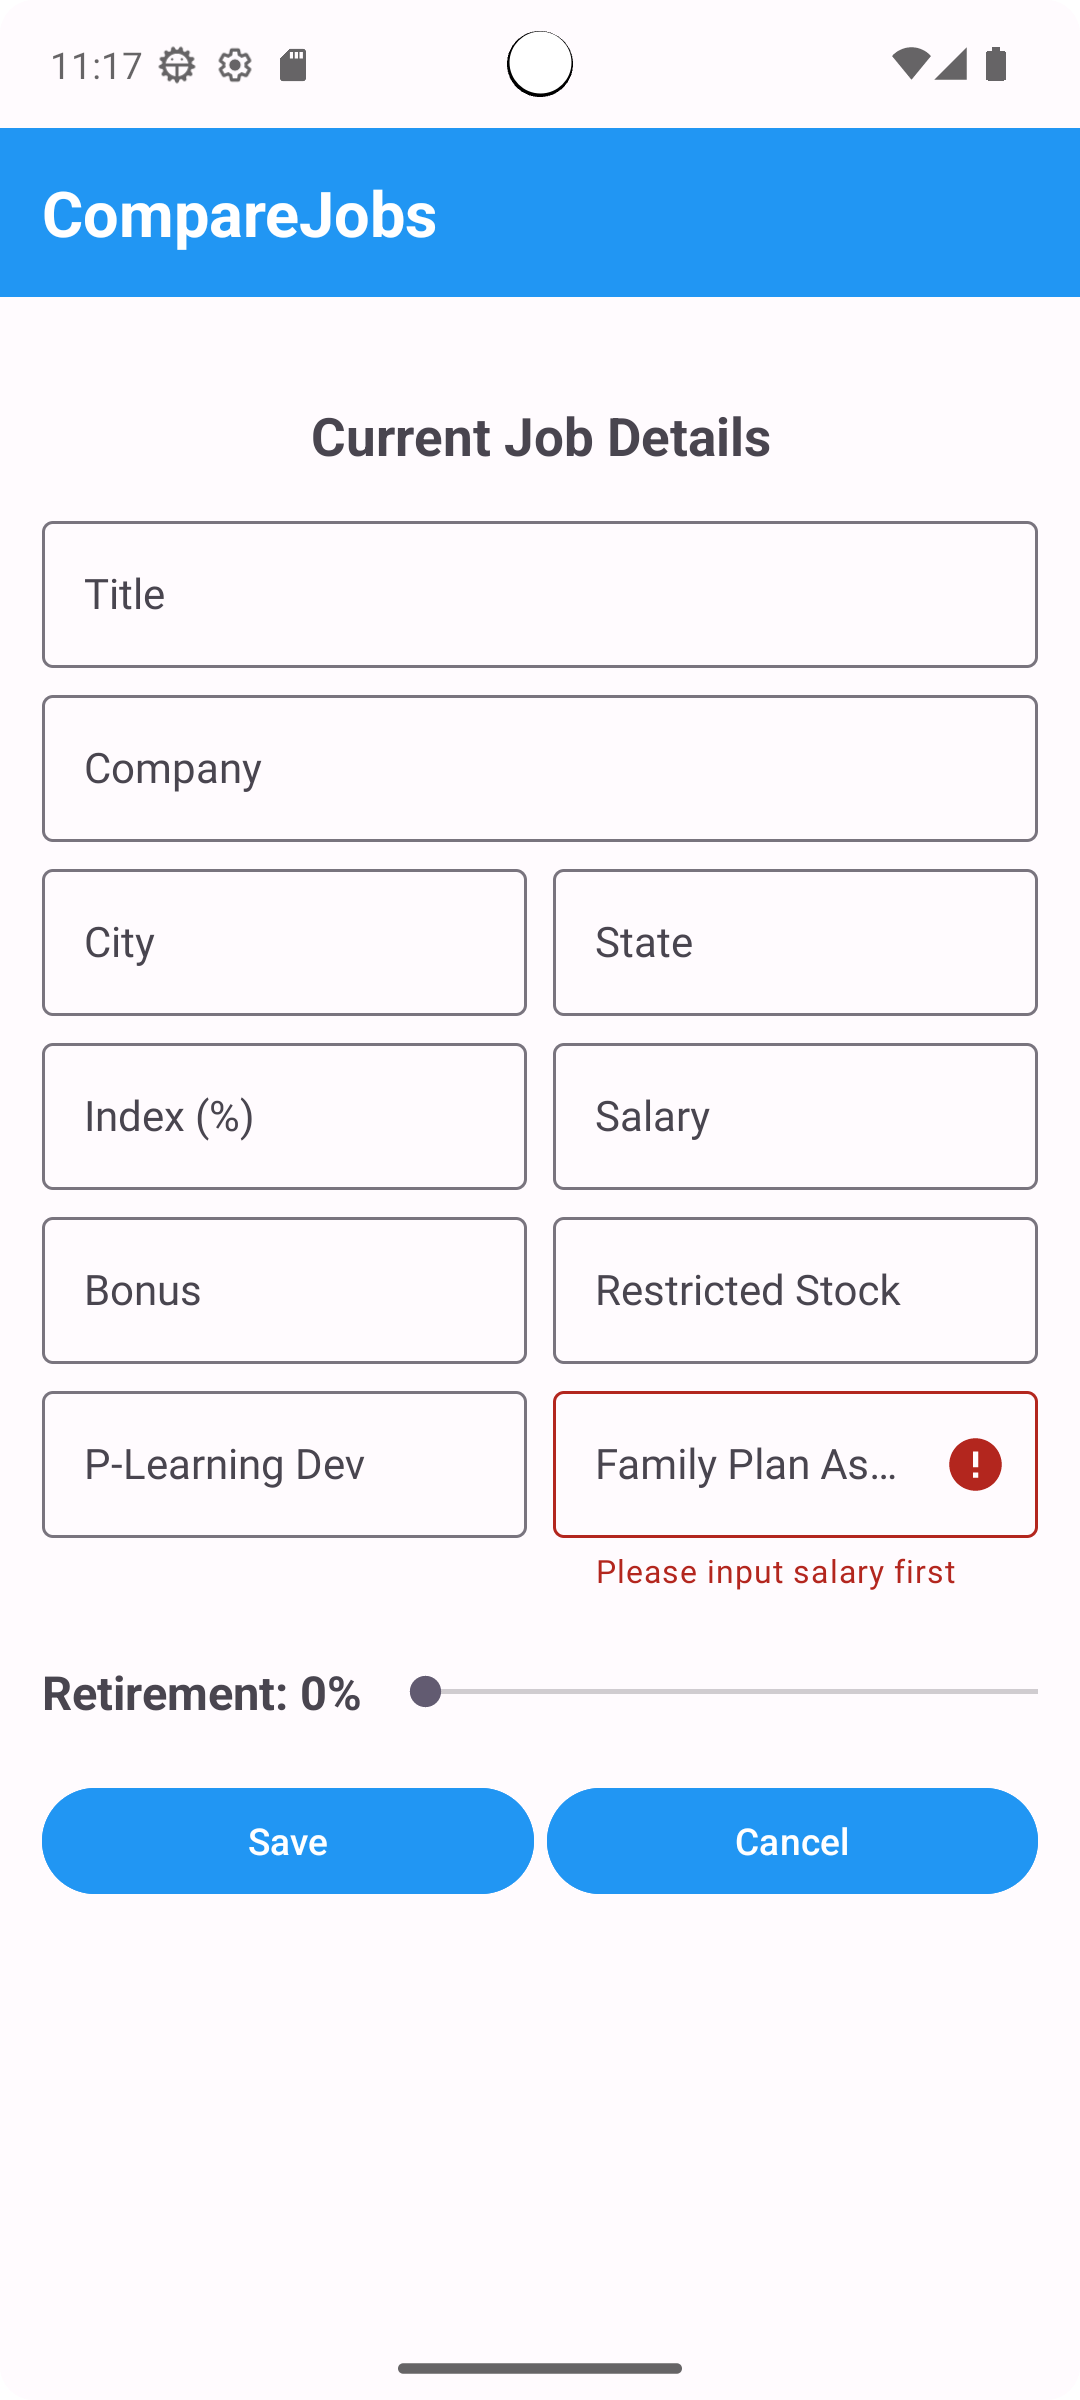 11:17
CompareJobs
Current Job Details
Title
Company
City
State
Index (%)
Salary
Bonus
Restricted Stock
P-Learning Dev
Family Plan As...
Please input salary first
Retirement: 0%
Save
Cancel